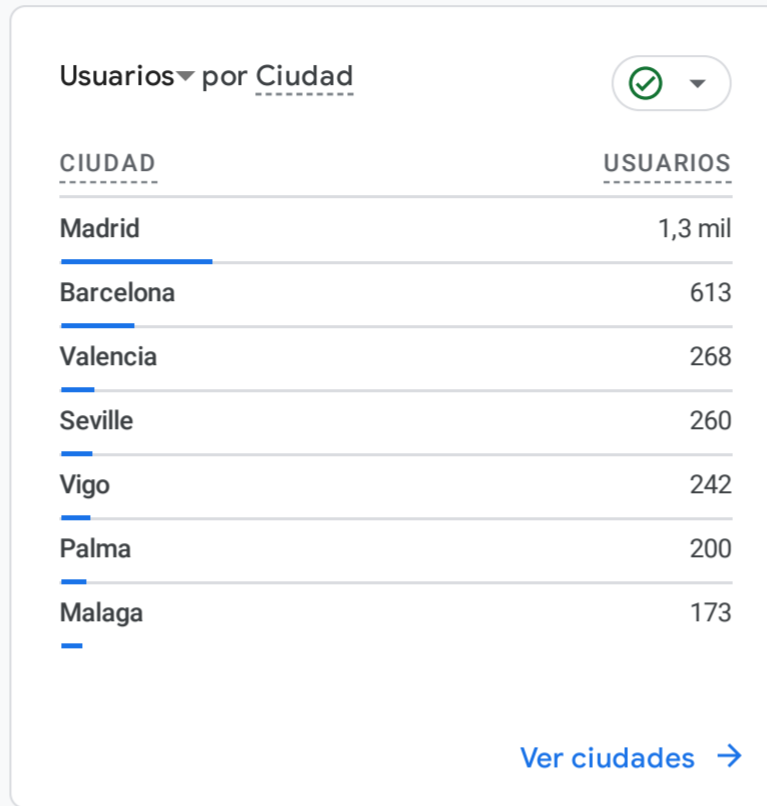 Usuarios por Ciudad
CIUDAD USUARIOS
Madrid 1,3 mil
Barcelona 613
Valencia 268
Seville 260
Vigo 242
Palma 200
Malaga 173
Ver ciudades